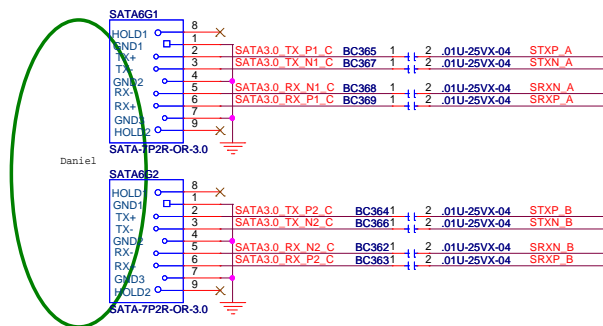 SATA6G1
HOLD1 8
GND1 1
TX+ 2 SATA3.0_TX_P1_C BC365 1 2 .01U-25VX-04 STXP_A
TX- 3 SATA3.0_TX_N1_C BC367 1 2 .01U-25VX-04 STXN_A
GND2 4
RX- 5 SATA3.0_RX_N1_C BC368 1 2 .01U-25VX-04 SRXN_A
RX+ 6 SATA3.0_RX_P1_C BC369 1 2 .01U-25VX-04 SRXP_A
GND3 7
HOLD2 9
SATA-7P2R-OR-3.0
Daniel
SATA6G2
HOLD1 8
GND1 1
TX+ 2 SATA3.0_TX_P2_C BC364 1 2 .01U-25VX-04 STXP_B
TX- 3 SATA3.0_TX_N2_C BC366 1 2 .01U-25VX-04 STXN_B
GND2 4
RX- 5 SATA3.0_RX_N2_C BC362 1 2 .01U-25VX-04 SRXN_B
RX+ 6 SATA3.0_RX_P2_C BC363 1 2 .01U-25VX-04 SRXP_B
GND3 7
HOLD2 9
SATA-7P2R-OR-3.0